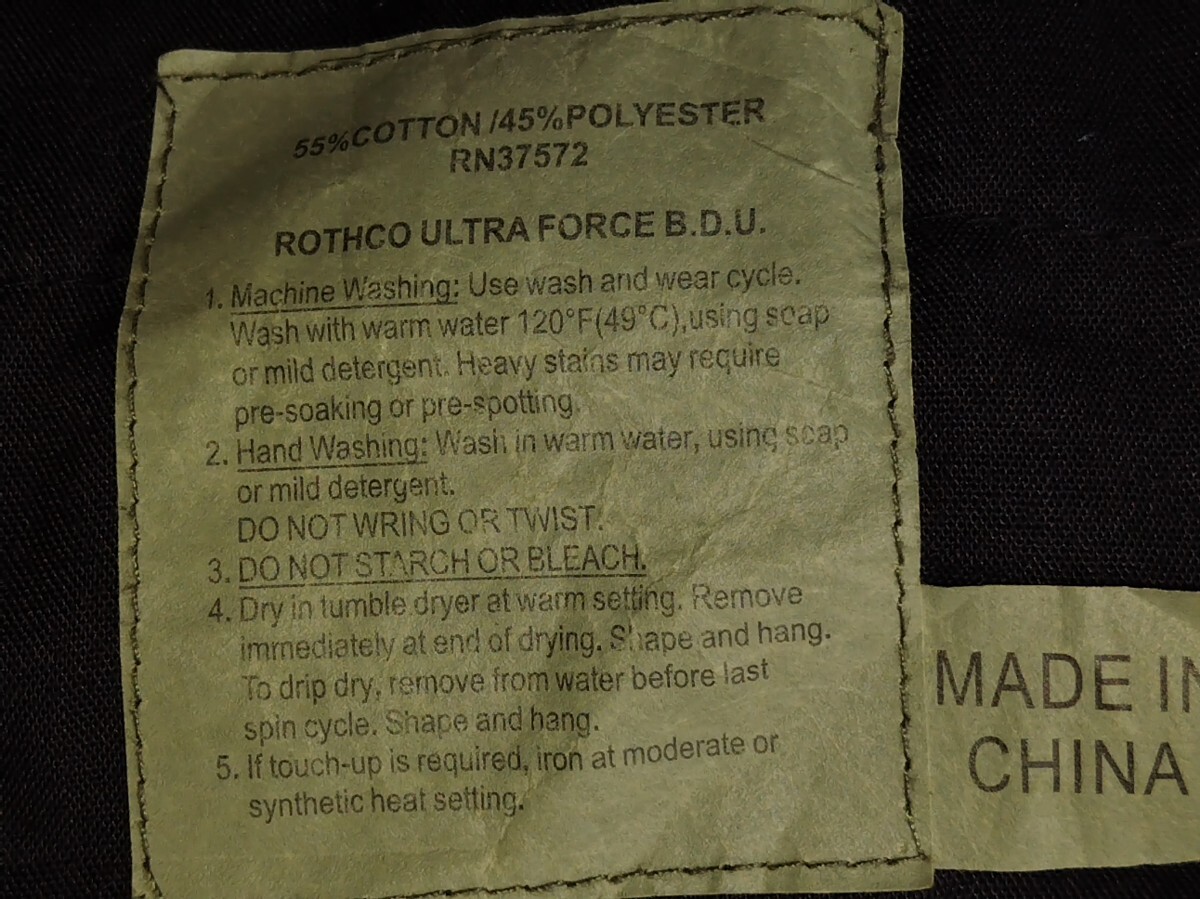 55%COTTON /45%POLYESTER
RN37572
ROTHCO ULTRA FORCE B.D.U.
1. Machine Washing: Use wash and wear cycle.
Wash with warm water 120°F(49°C),using soap
or mild detergent. Heavy stains may require
pre-soaking or pre-spotting.
2. Hand Washing: Wash in warm water, using soap
or mild detergent.
DO NOT WRING OR TWIST.
3. DO NOT STARCH OR BLEACH.
4. Dry in tumble dryer at warm setting. Remove
immediately at end of drying. Shape and hang.
To drip dry, remove from water before last
spin cycle. Shape and hang.
5. If touch-up is required, iron at moderate or
synthetic heat setting.
MADE IN
CHINA